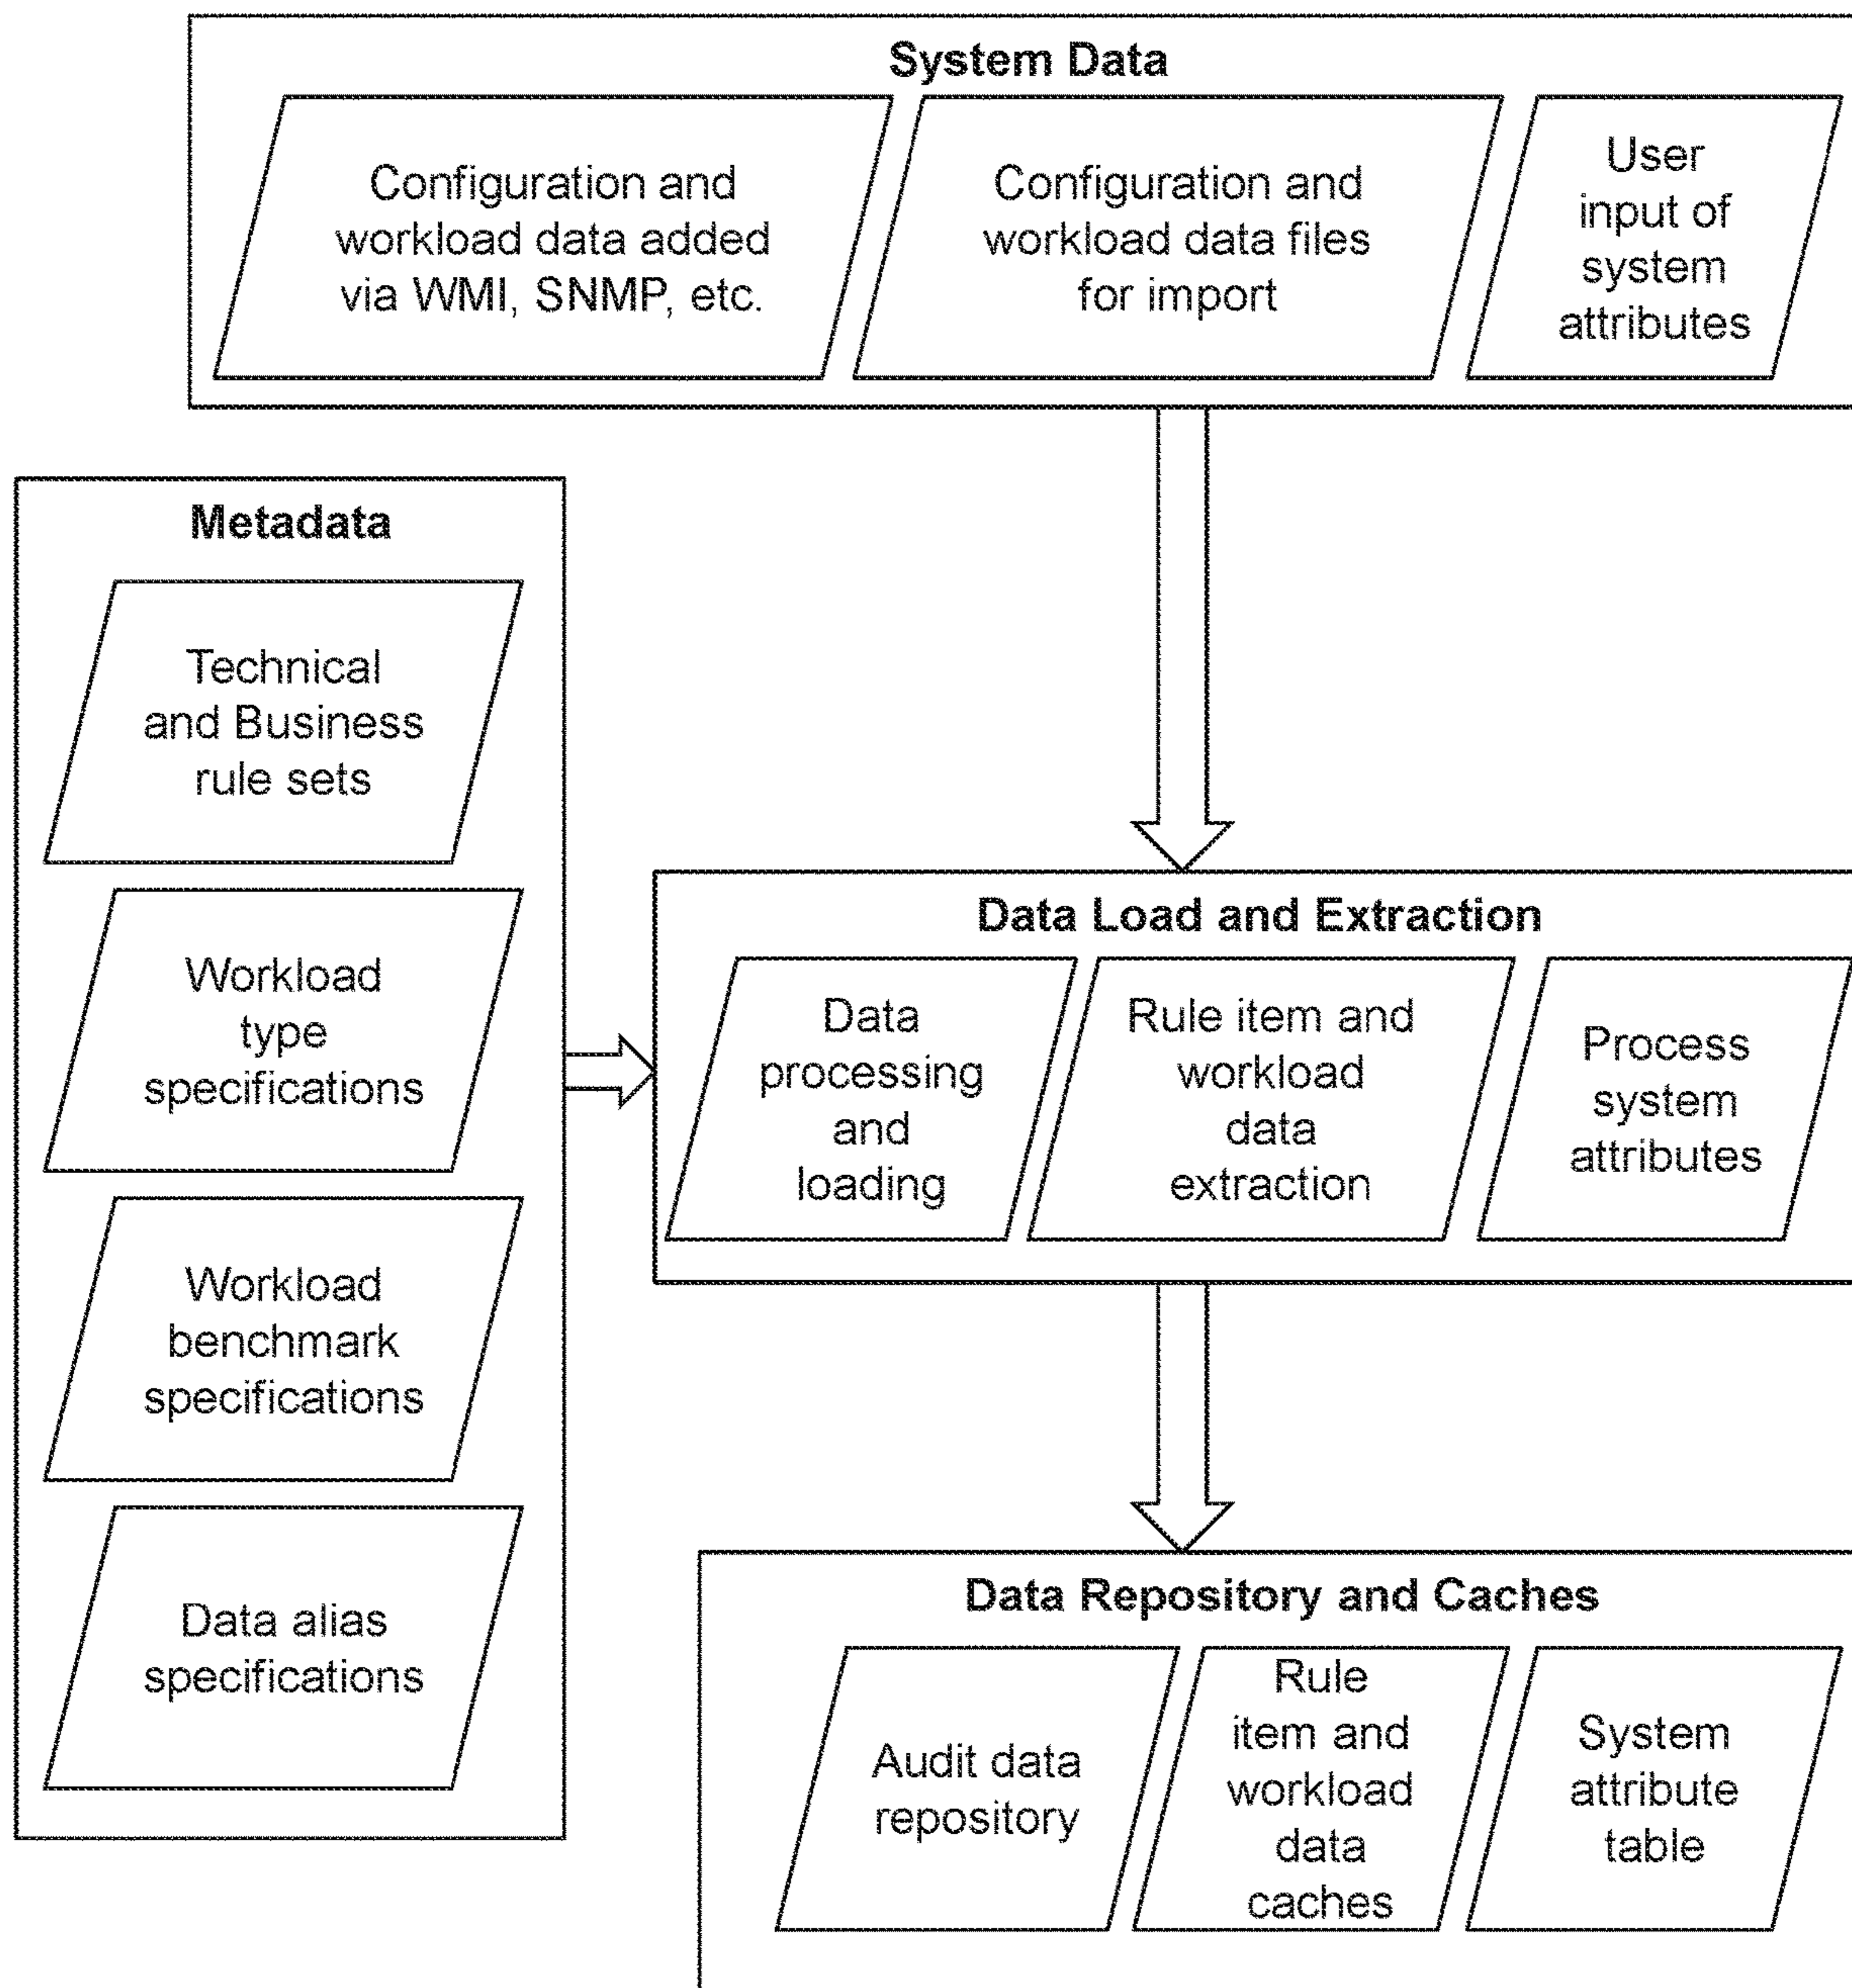 System Data
Configuration and
workload data added
via WMI, SNMP, etc.
Configuration and
workload data files
for import
User
input of
system
attributes
Metadata
Technical
and Business
rule sets
Workload
type
specifications
Workload
benchmark
specifications
Data alias
specifications
Data Load and Extraction
Data
processing
and
loading
Rule item and
workload
data
extraction
Process
system
attributes
Data Repository and Caches
Audit data
repository
Rule
item and
workload
data
caches
System
attribute
table